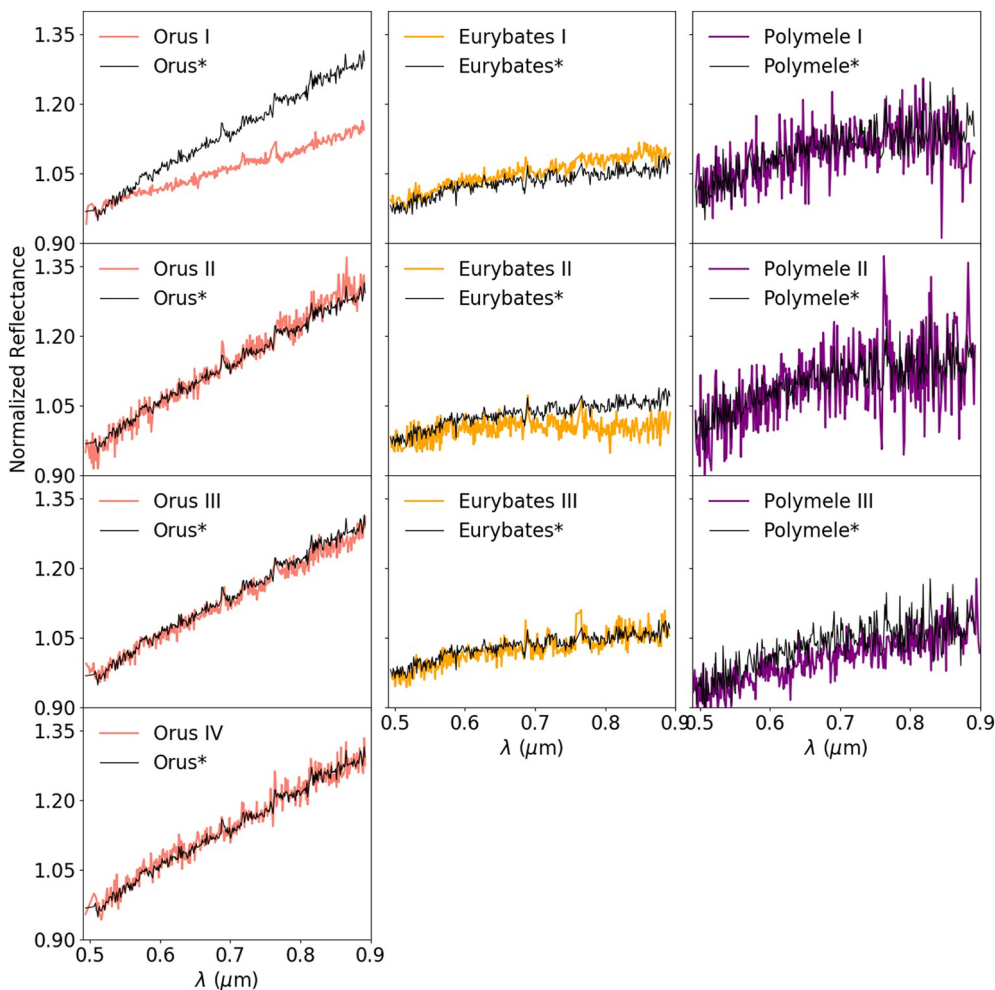 Orus I
Orus*
Eurybates I
Eurybates*
Polymele I
Polymele*
1.35
1.20
1.05
0.90
Orus II
Orus*
Eurybates II
Eurybates*
Polymele II
Polymele*
1.35
1.20
1.05
0.90
Normalized Reflectance
Orus III
Orus*
Eurybates III
Eurybates*
Polymele III
Polymele*
1.35
1.20
1.05
0.90
0.5 0.6 0.7 0.8 0.9
λ (μm)
0.5 0.6 0.7 0.8 0.9
λ (μm)
Orus IV
Orus*
1.35
1.20
1.05
0.90
0.5 0.6 0.7 0.8 0.9
λ (μm)